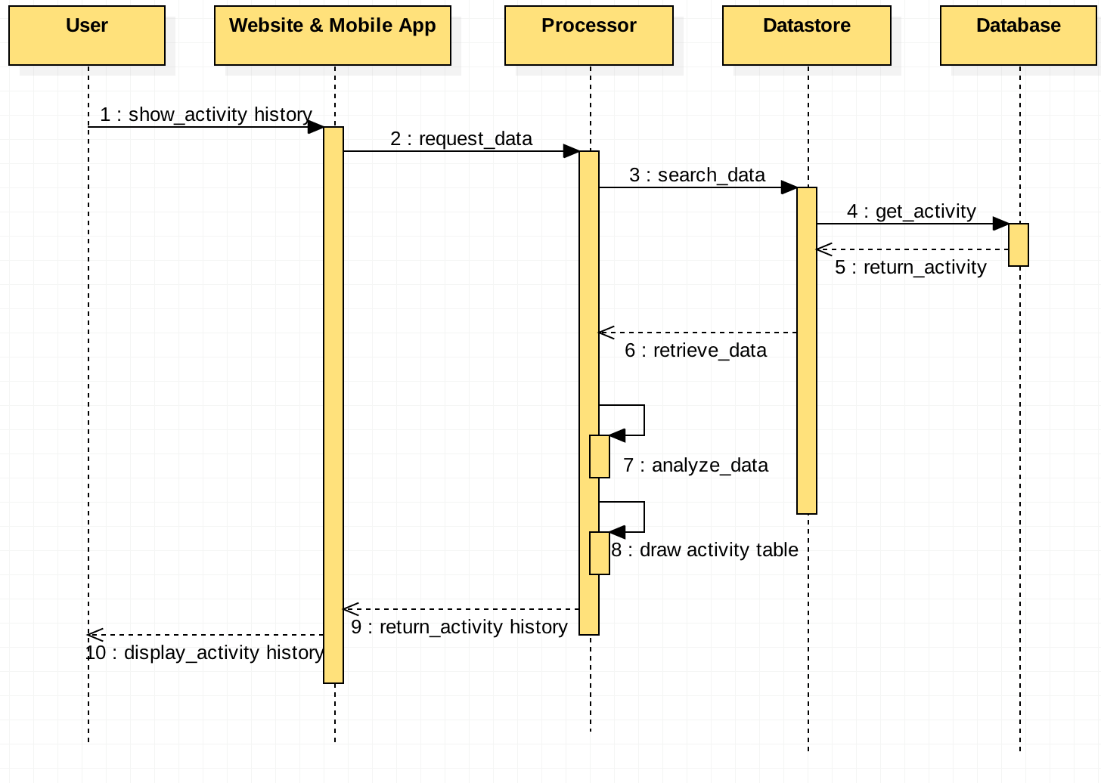 User
Website & Mobile App
Processor
Datastore
Database
1 : show_activity history
2 : request_data
3 : search_data
4 : get_activity
5 : return_activity
6 : retrieve_data
7 : analyze_data
8 : draw activity table
9 : return_activity history
10 : display_activity history